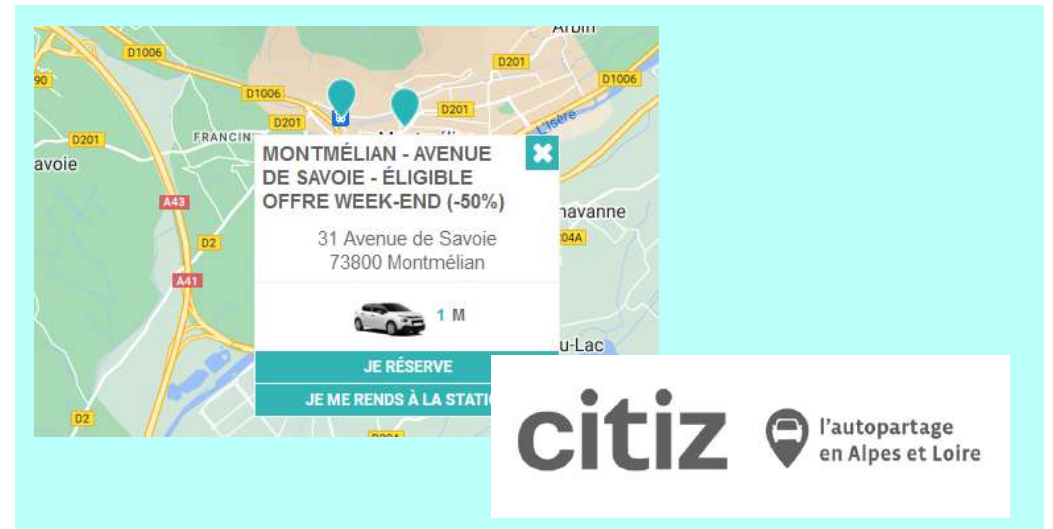 Arbin
D1006
D201
D1006
90
D1006
D201
D201
D201
FRANCIN
L'Isère
avoie
MONTMÉLIAN - AVENUE
DE SAVOIE - ÉLIGIBLE
OFFRE WEEK-END (-50%)
A43
navanne
31 Avenue de Savoie
73800 Montmélian
D2
04A
A41
1 M
u-Lac
JE RÉSERVE
JE ME RENDS À LA STATIO
D2
citiz
l'autopartage
en Alpes et Loire